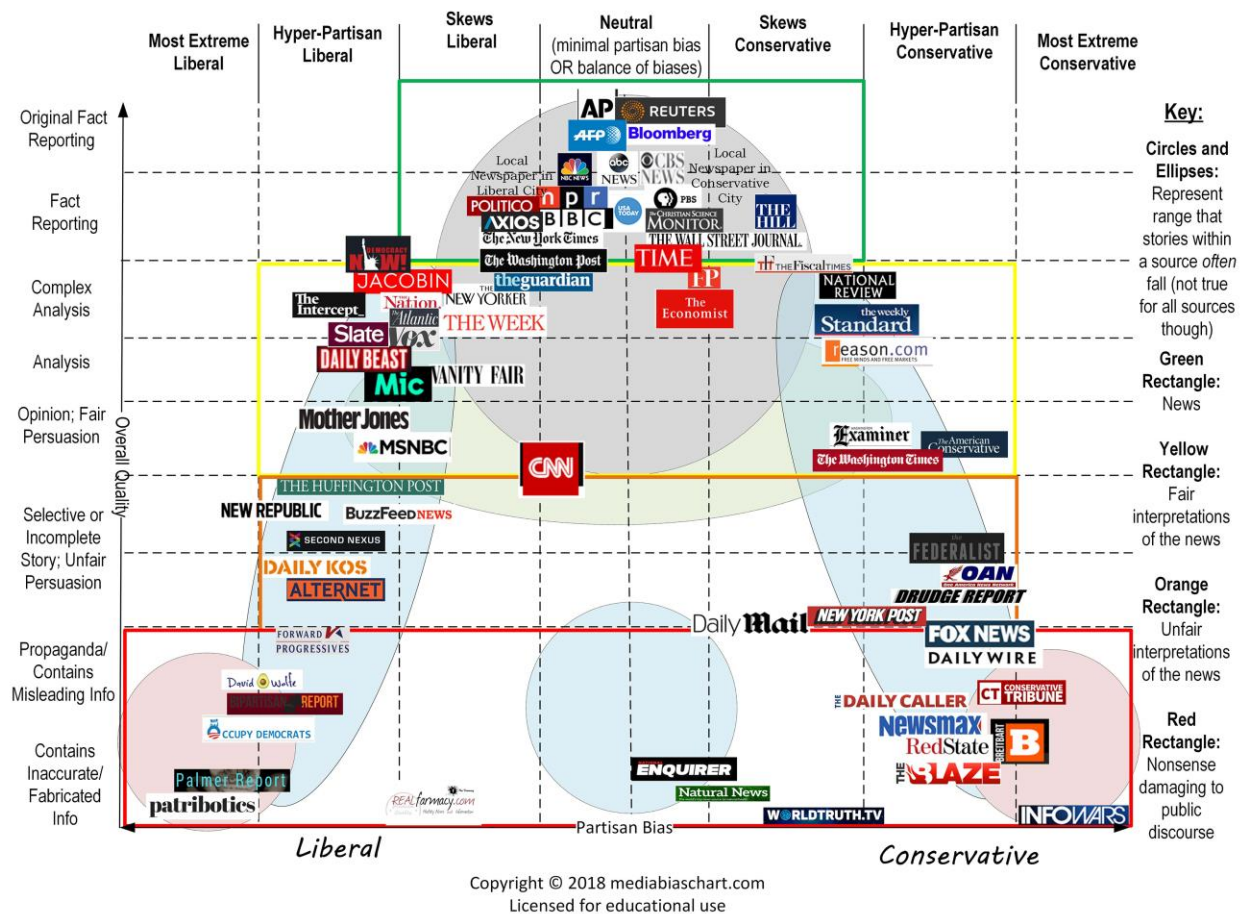 Most Extreme
Liberal
Hyper-Partisan
Liberal
Skews
Liberal
Neutral
(minimal partisan bias
OR balance of biases)
Skews
Conservative
Hyper-Partisan
Conservative
Most Extreme
Conservative
Original Fact
Reporting
Fact
Reporting
Complex
Analysis
Analysis
Opinion; Fair
Persuasion
Selective or
Incomplete
Story; Unfair
Persuasion
Propaganda/
Contains
Misleading Info
Contains
Inaccurate/
Fabricated
Info
Overall Quality
AP
REUTERS
AFP
Bloomberg
Local
Newspaper in
Liberal City
NBC NEWS
abc
NEWS
CBS
NEWS
Local
Newspaper in
Conservative
City
POLITICO
npr
USA
TODAY
PBS
THE
HILL
AXIOS
BBC
The Christian Science
MONITOR
The New York Times
THE WALL STREET JOURNAL.
DEMOCRACY
NOW!
The Washington Post
TIME
THE FISCAL TIMES
JACOBIN
theguardian
FP
NATIONAL
REVIEW
The
Intercept_
The Nation.
THE
NEW YORKER
The
Economist
the weekly
Standard
Slate
The
Atlantic
Vox
THE WEEK
reason.com
FREE MINDS AND FREE MARKETS
DAILY BEAST
Mic
VANITY FAIR
Mother Jones
MSNBC
CNN
Examiner
The American
Conservative
The Washington Times
THE HUFFINGTON POST
NEW REPUBLIC
BuzzFeed NEWS
SECOND NEXUS
the
FEDERALIST
DAILY KOS
ALTERNET
OAN
One America News Network
DRUDGE REPORT
Daily Mail
NEW YORK POST
FORWARD
PROGRESSIVES
FOX NEWS
DAILY WIRE
David Wolfe
BIPARTISAN REPORT
THE DAILY CALLER
CT CONSERVATIVE
TRIBUNE
OCCUPY DEMOCRATS
Newsmax
RedState
BREITBART
B
Palmer Report
ENQUIRER
THE BLAZE
patribotics
REALfarmacy.com
Natural News
WORLDTRUTH.TV
INFOWARS
Partisan Bias
Liberal
Conservative
Key:
Circles and
Ellipses:
Represent
range that
stories within
a source often
fall (not true
for all sources
though)
Green
Rectangle:
News
Yellow
Rectangle:
Fair
interpretations
of the news
Orange
Rectangle:
Unfair
interpretations
of the news
Red
Rectangle:
Nonsense
damaging to
public
discourse
Copyright © 2018 mediabiaschart.com
Licensed for educational use